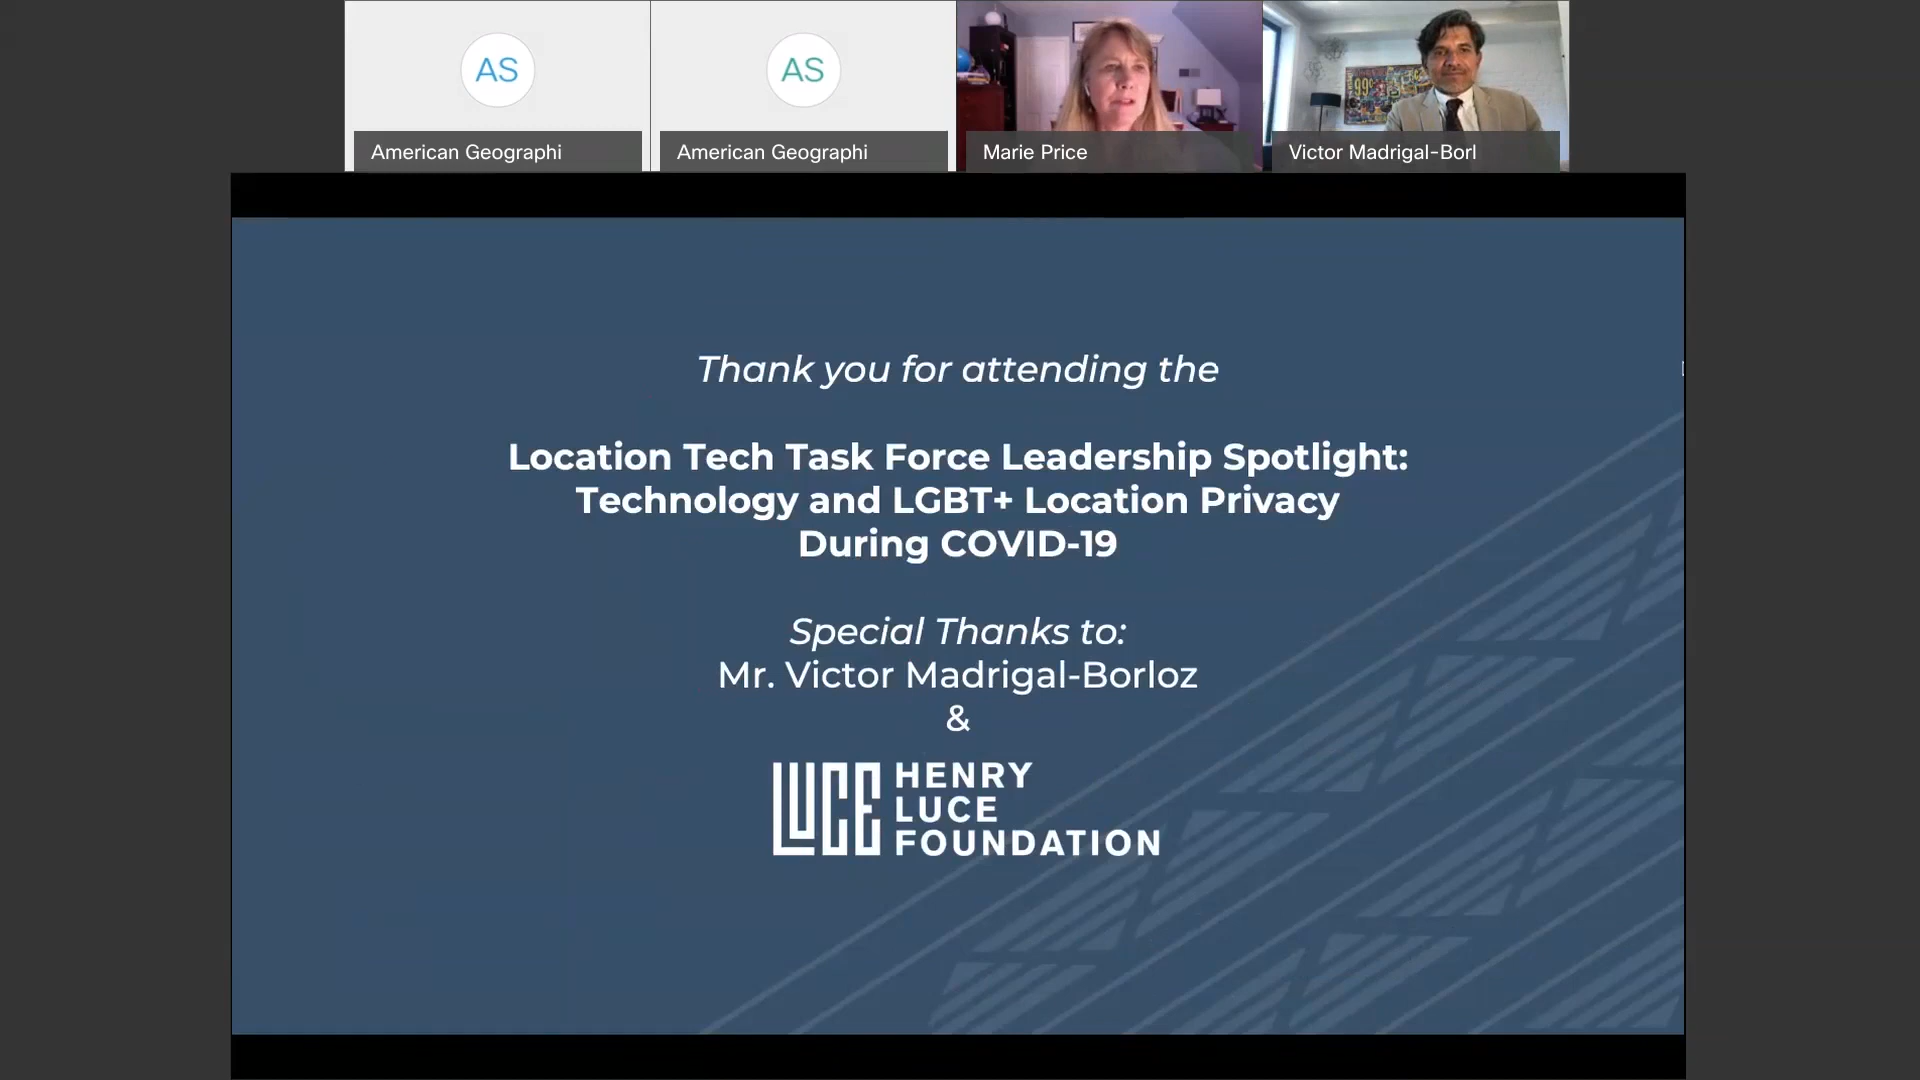 AS
AS
American Geographi
American Geographi
Marie Price
Victor Madrigal-Borl
Thank you for attending the
Location Tech Task Force Leadership Spotlight:
Technology and LGBT+ Location Privacy
During COVID-19
Special Thanks to:
Mr. Victor Madrigal-Borloz
&
LUCE
HENRY
LUCE
FOUNDATION